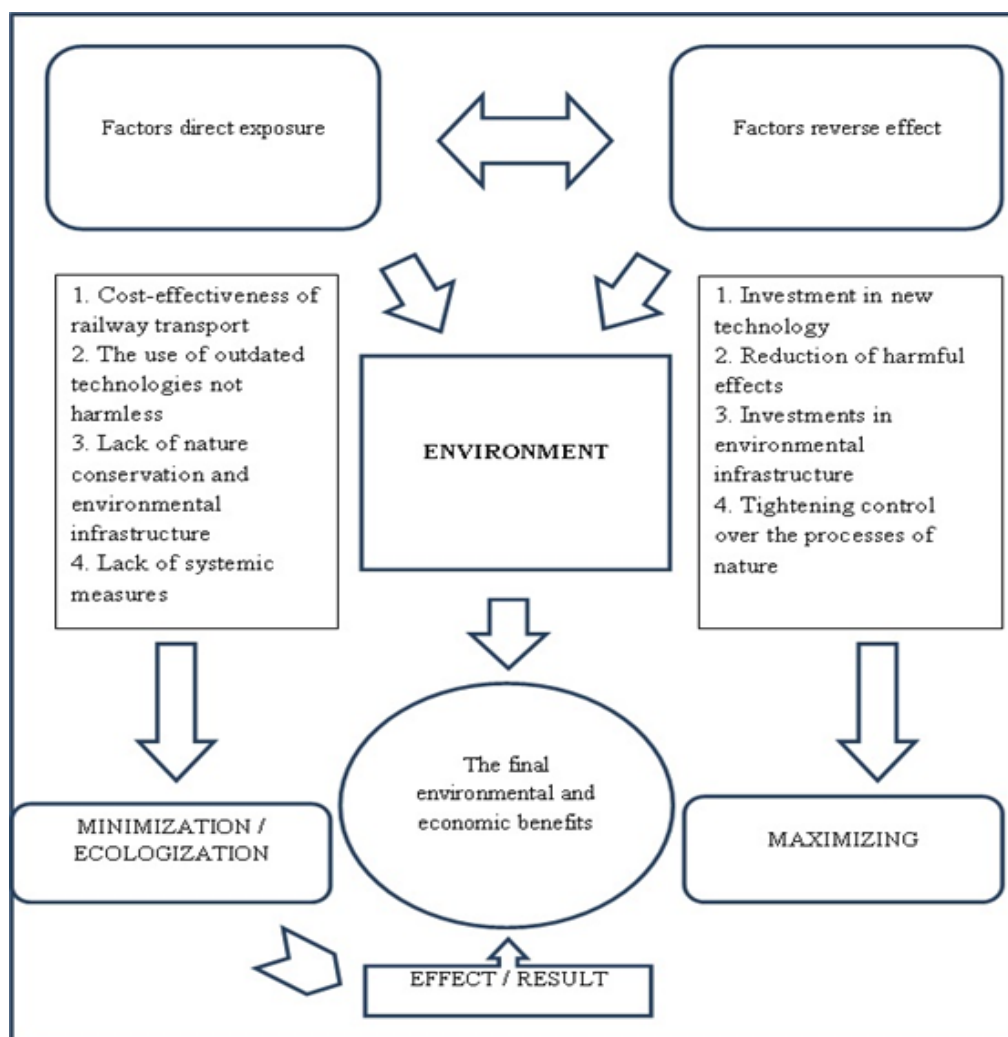 Factors direct exposure
Factors reverse effect
1. Cost-effectiveness of
railway transport
2. The use of outdated
technologies not
harmless
3. Lack of nature
conservation and
environmental
infrastructure
4. Lack of systemic
measures
ENVIRONMENT
1. Investment in new
technology
2. Reduction of harmful
effects
3. Investments in
environmental
infrastructure
4. Tightening control
over the processes of
nature
The final
environmental and
economic benefits
MINIMIZATION /
ECOLOGIZATION
MAXIMIZING
EFFECT / RESULT